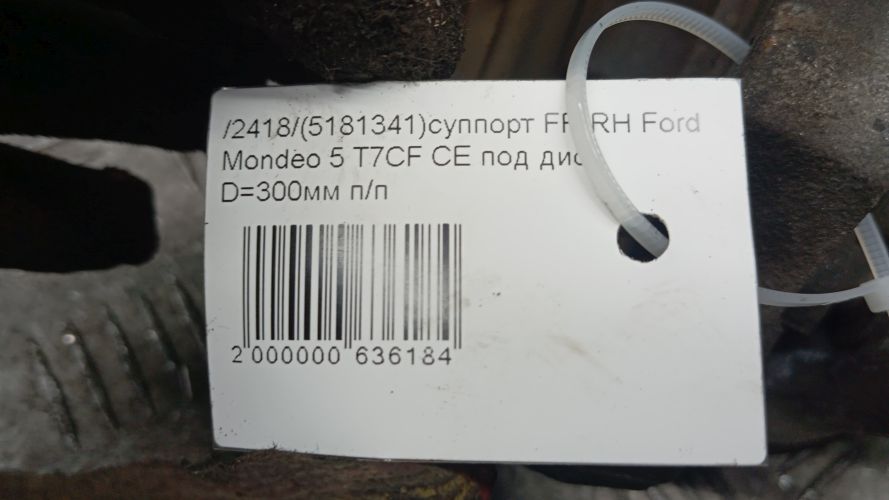 /2418/(5181341)суппорт RH Ford
Mondeo 5 T7CF CE под
D=300мм п/п
2 000000 636184